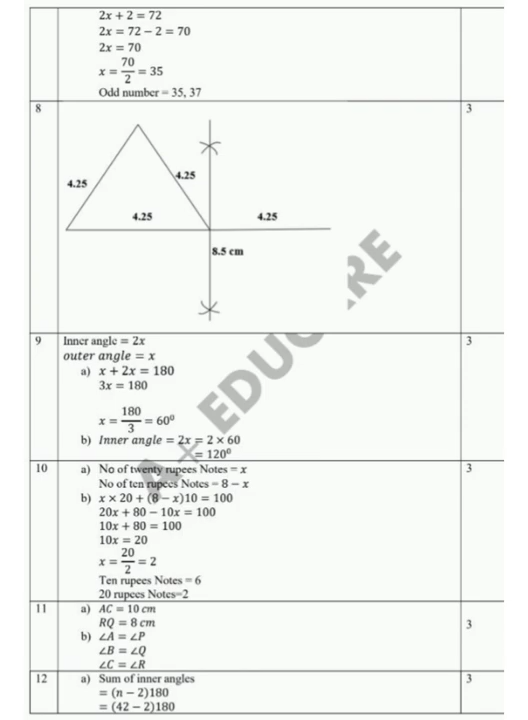 2x + 2 = 72
2x = 72 − 2 = 70
2x = 70
x = 70/2 = 35
Odd number = 35, 37
8
3
4.25
4.25
4.25
4.25
8.5 cm
9
Inner angle = 2x
3
outer angle = x
a) x + 2x = 180
3x = 180
x = 180/3 = 60⁰
b) Inner angle = 2x = 2 × 60
= 120⁰
10
a) No of twenty rupees Notes = x
3
No of ten rupees Notes = 8 − x
b) x × 20 + (8 − x)10 = 100
20x + 80 − 10x = 100
10x + 80 = 100
10x = 20
x = 20/2 = 2
Ten rupees Notes = 6
20 rupees Notes=2
11
a) AC = 10 cm
RQ = 8 cm
3
b) ∠A = ∠P
∠B = ∠Q
∠C = ∠R
12
a) Sum of inner angles
3
= (n − 2)180
= (42 − 2)180